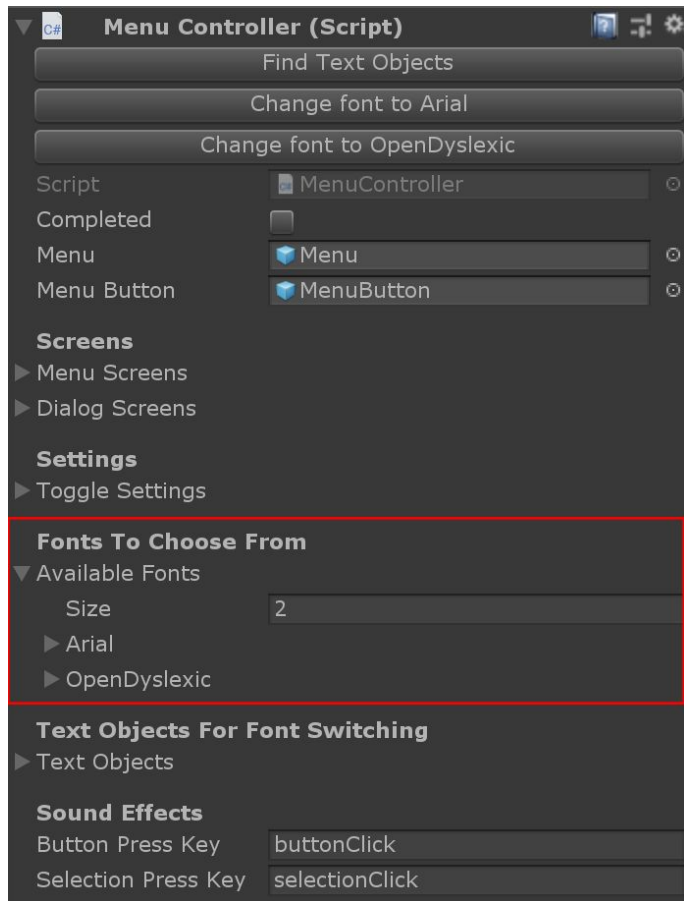 C# Menu Controller (Script)
Find Text Objects
Change font to Arial
Change font to OpenDyslexic
Script C# MenuController
Completed
Menu Menu
Menu Button MenuButton
Screens
Menu Screens
Dialog Screens
Settings
Toggle Settings
Fonts To Choose From
Available Fonts
Size 2
Arial
OpenDyslexic
Text Objects For Font Switching
Text Objects
Sound Effects
Button Press Key buttonClick
Selection Press Key selectionClick